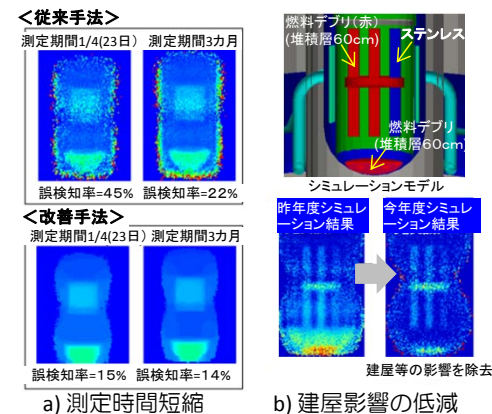 <従来手法>
測定期間1/4(23日)
測定期間3カ月
誤検知率=45%
誤検知率=22%
<改善手法>
測定期間1/4(23日)
測定期間3カ月
誤検知率=15%
誤検知率=14%
a) 測定時間短縮
燃料デブリ(赤)
(堆積層60cm)
ステンレス
燃料デブリ
(堆積層60cm)
シミュレーションモデル
昨年度シミュレ
ーション結果
今年度シミュレ
ーション結果
建屋等の影響を除去
b) 建屋影響の低減